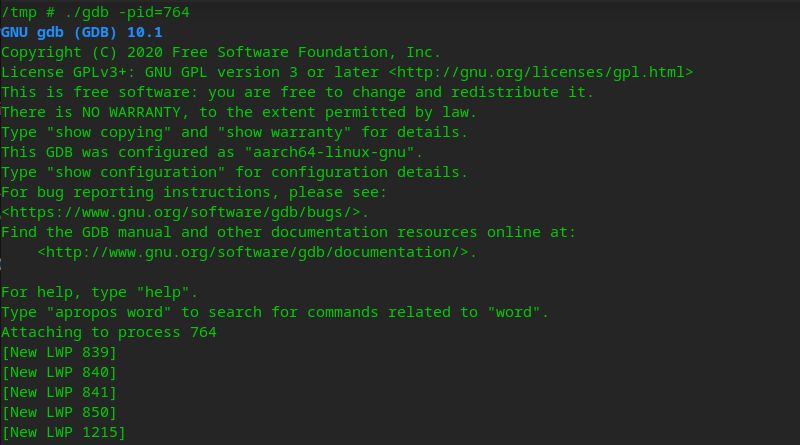 /tmp # ./gdb -pid=764
GNU gdb (GDB) 10.1
Copyright (C) 2020 Free Software Foundation, Inc.
License GPLv3+: GNU GPL version 3 or later <http://gnu.org/licenses/gpl.html>
This is free software: you are free to change and redistribute it.
There is NO WARRANTY, to the extent permitted by law.
Type "show copying" and "show warranty" for details.
This GDB was configured as "aarch64-linux-gnu".
Type "show configuration" for configuration details.
For bug reporting instructions, please see:
<https://www.gnu.org/software/gdb/bugs/>.
Find the GDB manual and other documentation resources online at:
    <http://www.gnu.org/software/gdb/documentation/>.

For help, type "help".
Type "apropos word" to search for commands related to "word".
Attaching to process 764
[New LWP 839]
[New LWP 840]
[New LWP 841]
[New LWP 850]
[New LWP 1215]